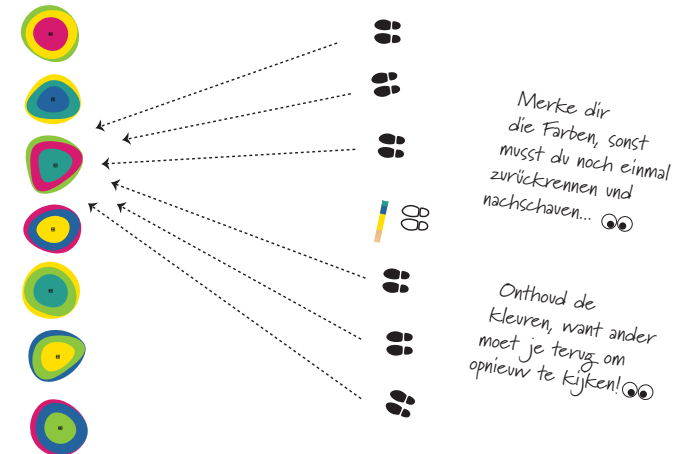 Merke dir
die Farben, sonst
musst du noch einmal
zurückrennen und
nachschauen...
Onthoud de
kleuren, want ander
moet je terug om
opnieuw te kijken!